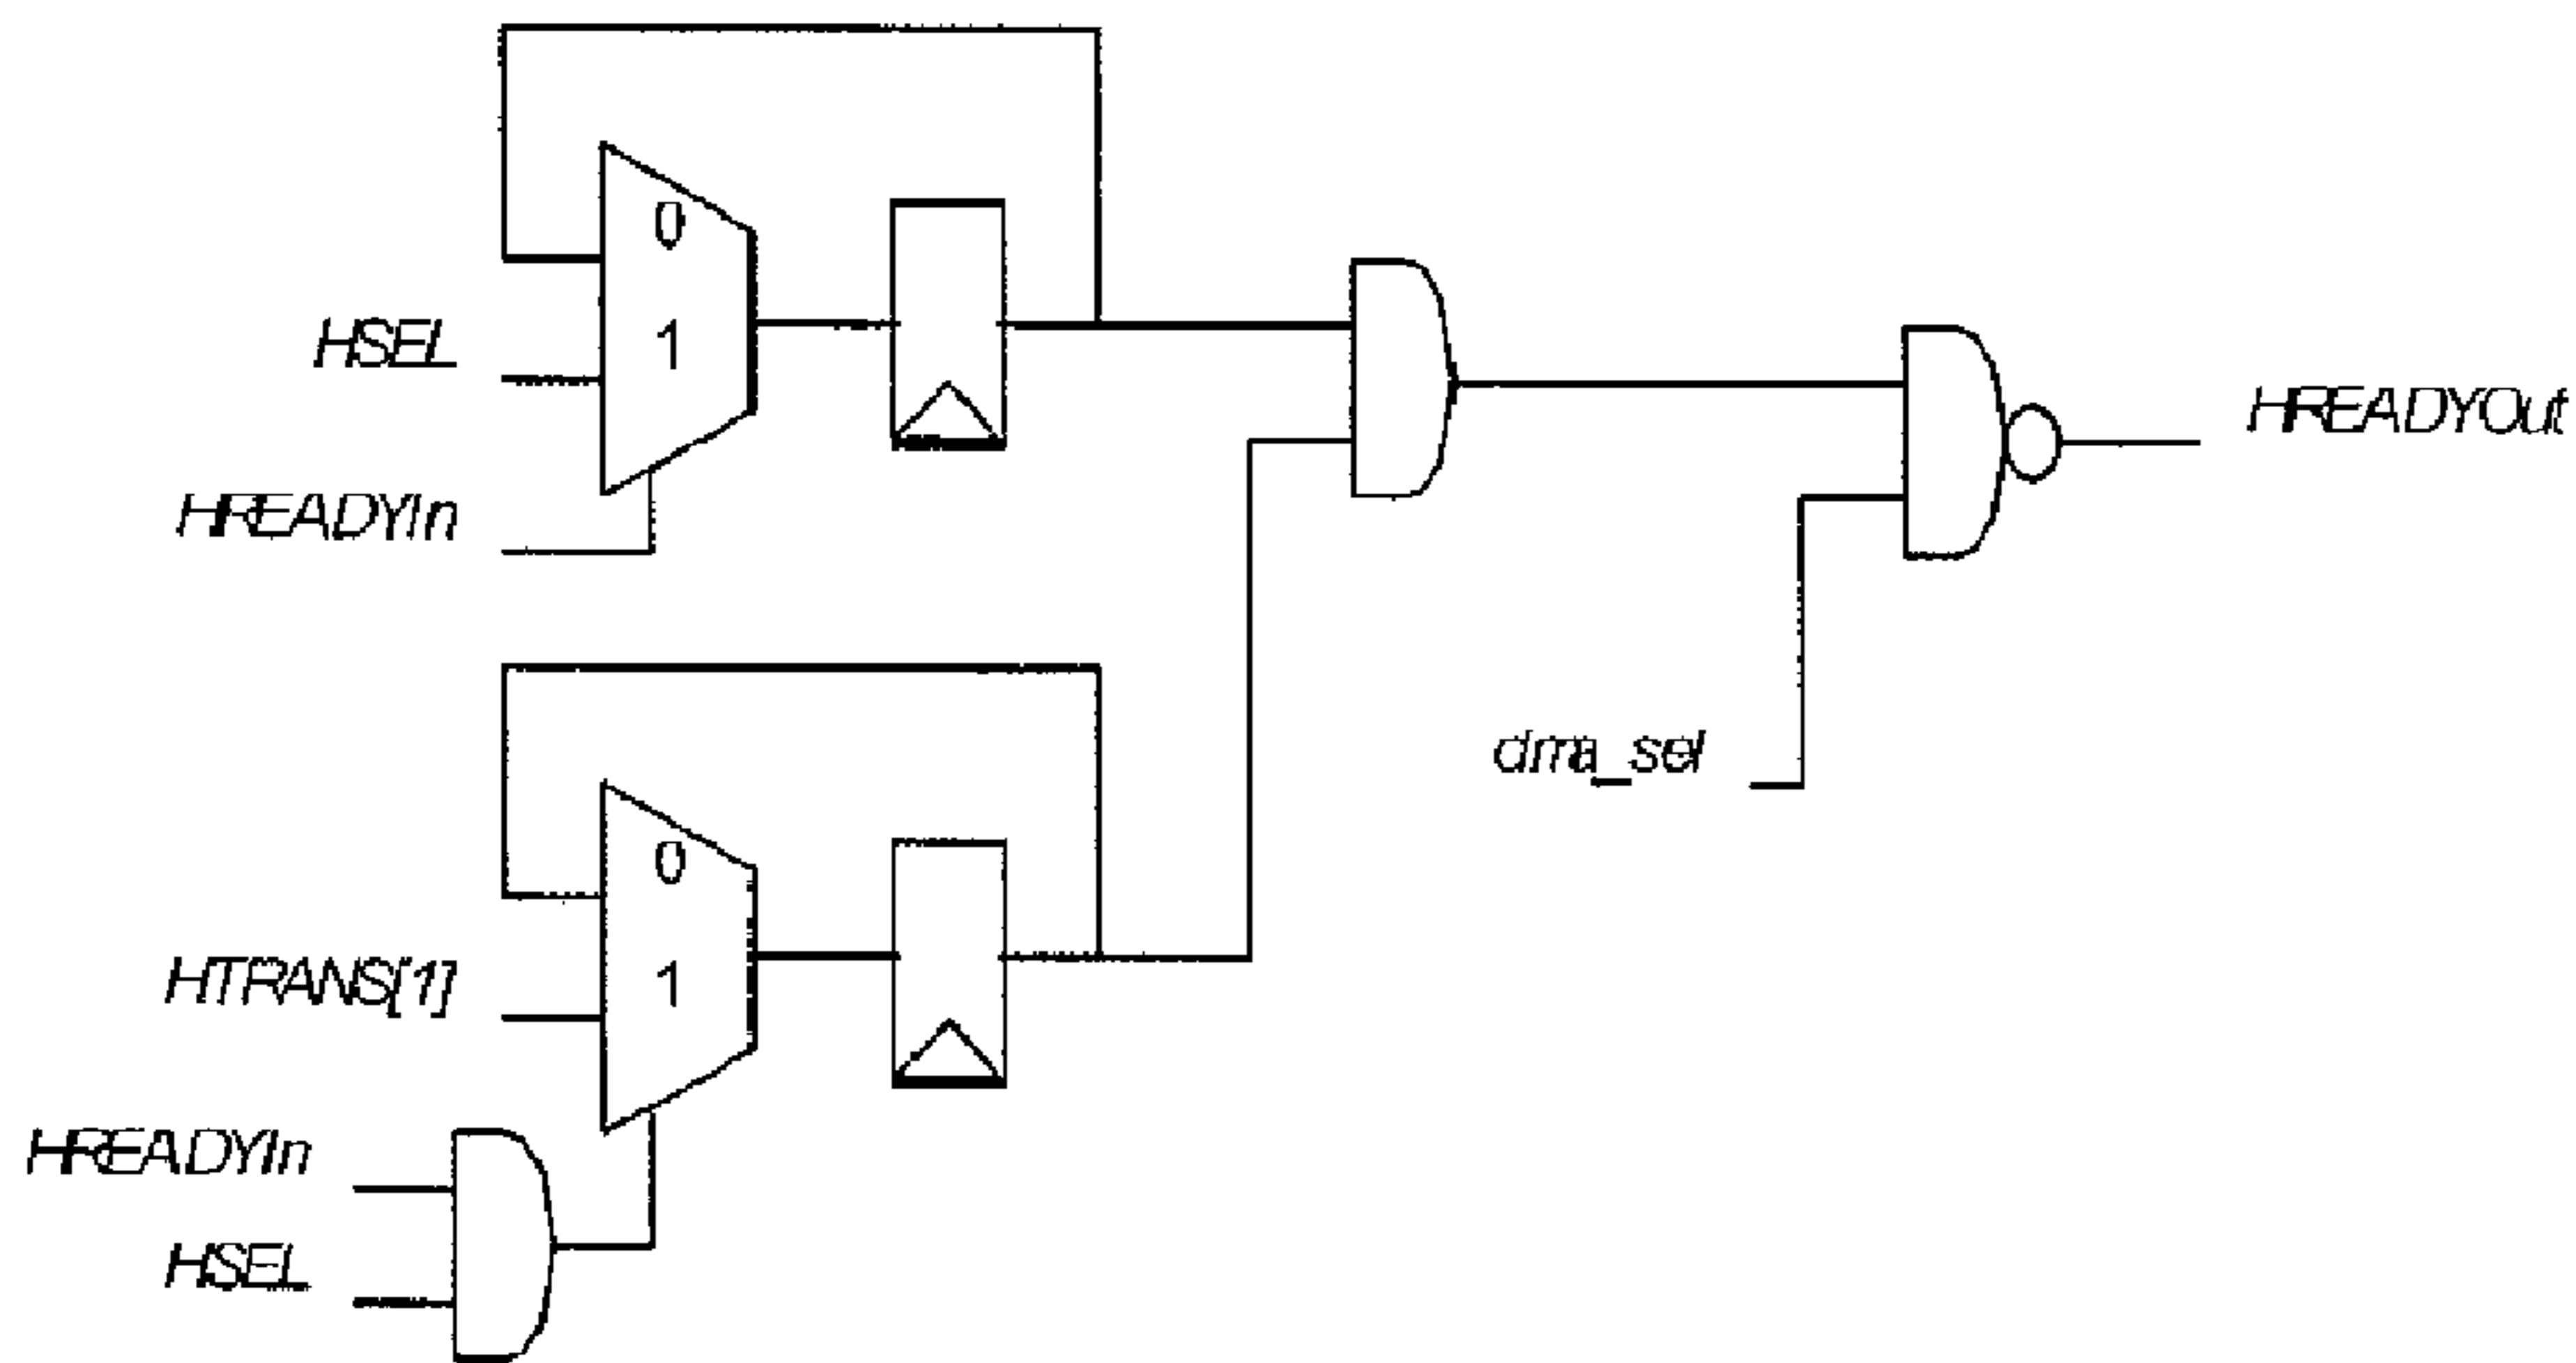 0
HSEL
1
HREADYIn
HREADYOut
dma_sel
0
HTRANS[1]
1
HREADYIn
HSEL